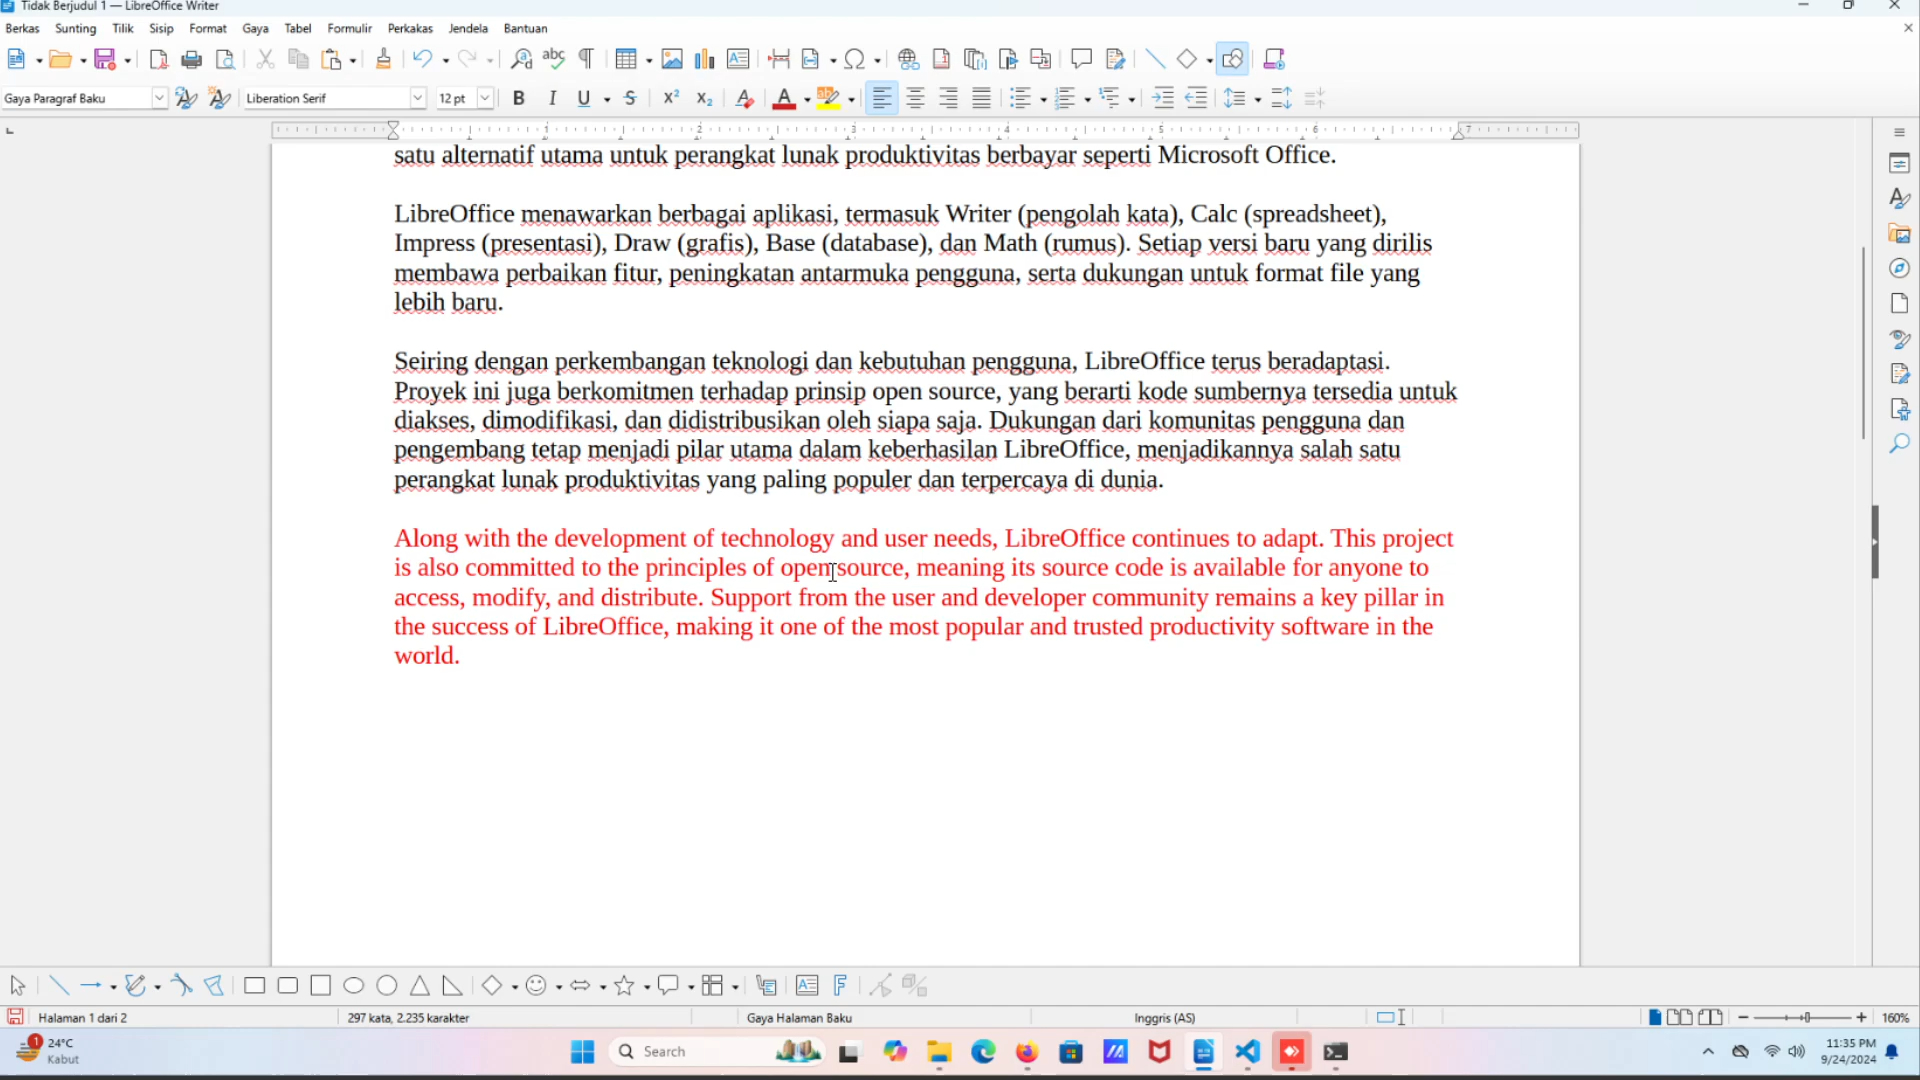 Tidak Berjudul 1 — LibreOffice Writer
Berkas Sunting Tilik Sisip Format Gaya Tabel Formulir Perkakas Jendela Bantuan
Gaya Paragraf Baku Liberation Serif 12 pt
1 2 3 4 5 6 7
satu alternatif utama untuk perangkat lunak produktivitas berbayar seperti Microsoft Office.
LibreOffice menawarkan berbagai aplikasi, termasuk Writer (pengolah kata), Calc (spreadsheet),
Impress (presentasi), Draw (grafis), Base (database), dan Math (rumus). Setiap versi baru yang dirilis
membawa perbaikan fitur, peningkatan antarmuka pengguna, serta dukungan untuk format file yang
lebih baru.
Seiring dengan perkembangan teknologi dan kebutuhan pengguna, LibreOffice terus beradaptasi.
Proyek ini juga berkomitmen terhadap prinsip open source, yang berarti kode sumbernya tersedia untuk
diakses, dimodifikasi, dan didistribusikan oleh siapa saja. Dukungan dari komunitas pengguna dan
pengembang tetap menjadi pilar utama dalam keberhasilan LibreOffice, menjadikannya salah satu
perangkat lunak produktivitas yang paling populer dan terpercaya di dunia.
Along with the development of technology and user needs, LibreOffice continues to adapt. This project
is also committed to the principles of open source, meaning its source code is available for anyone to
access, modify, and distribute. Support from the user and developer community remains a key pillar in
the success of LibreOffice, making it one of the most popular and trusted productivity software in the
world.
Halaman 1 dari 2 297 kata, 2.235 karakter Gaya Halaman Baku Inggris (AS) 160%
1 24°C
Kabut
Search
11:35 PM
9/24/2024